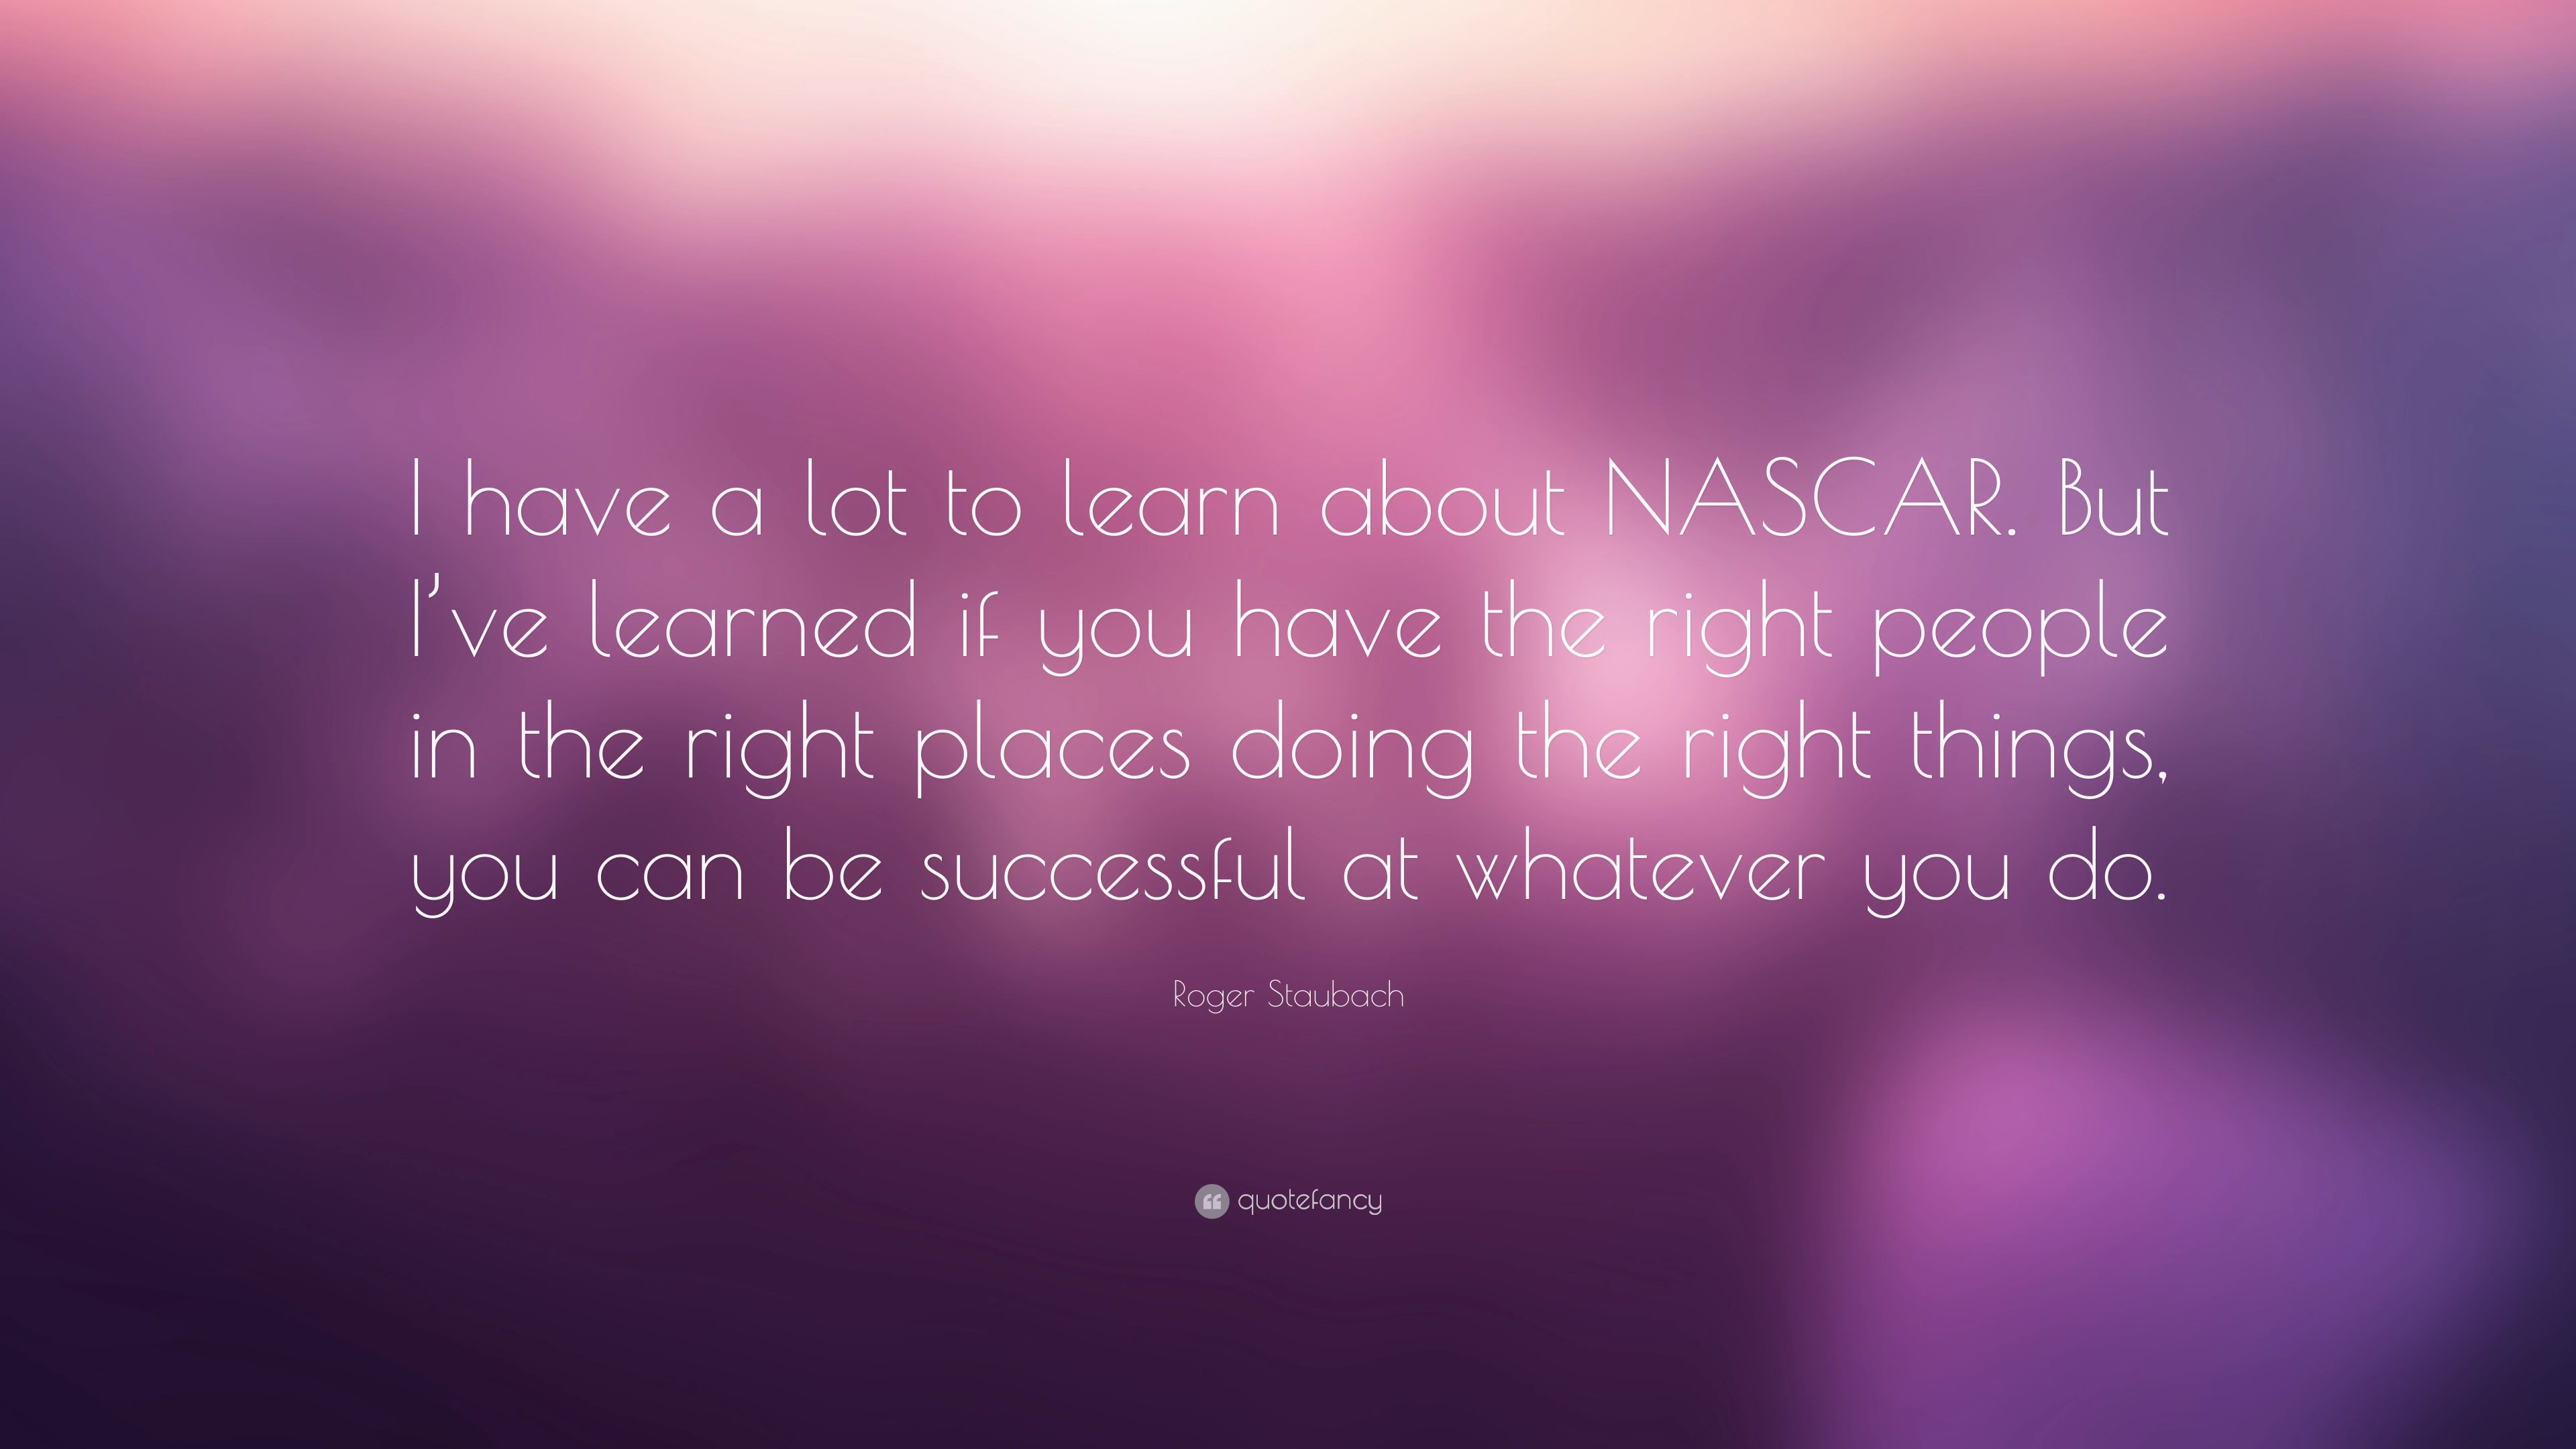 I have a lot to learn about NASCAR. But
I’ve learned if you have the right people
in the right places doing the right things,
you can be successful at whatever you do.
Roger Staubach
quotefancy